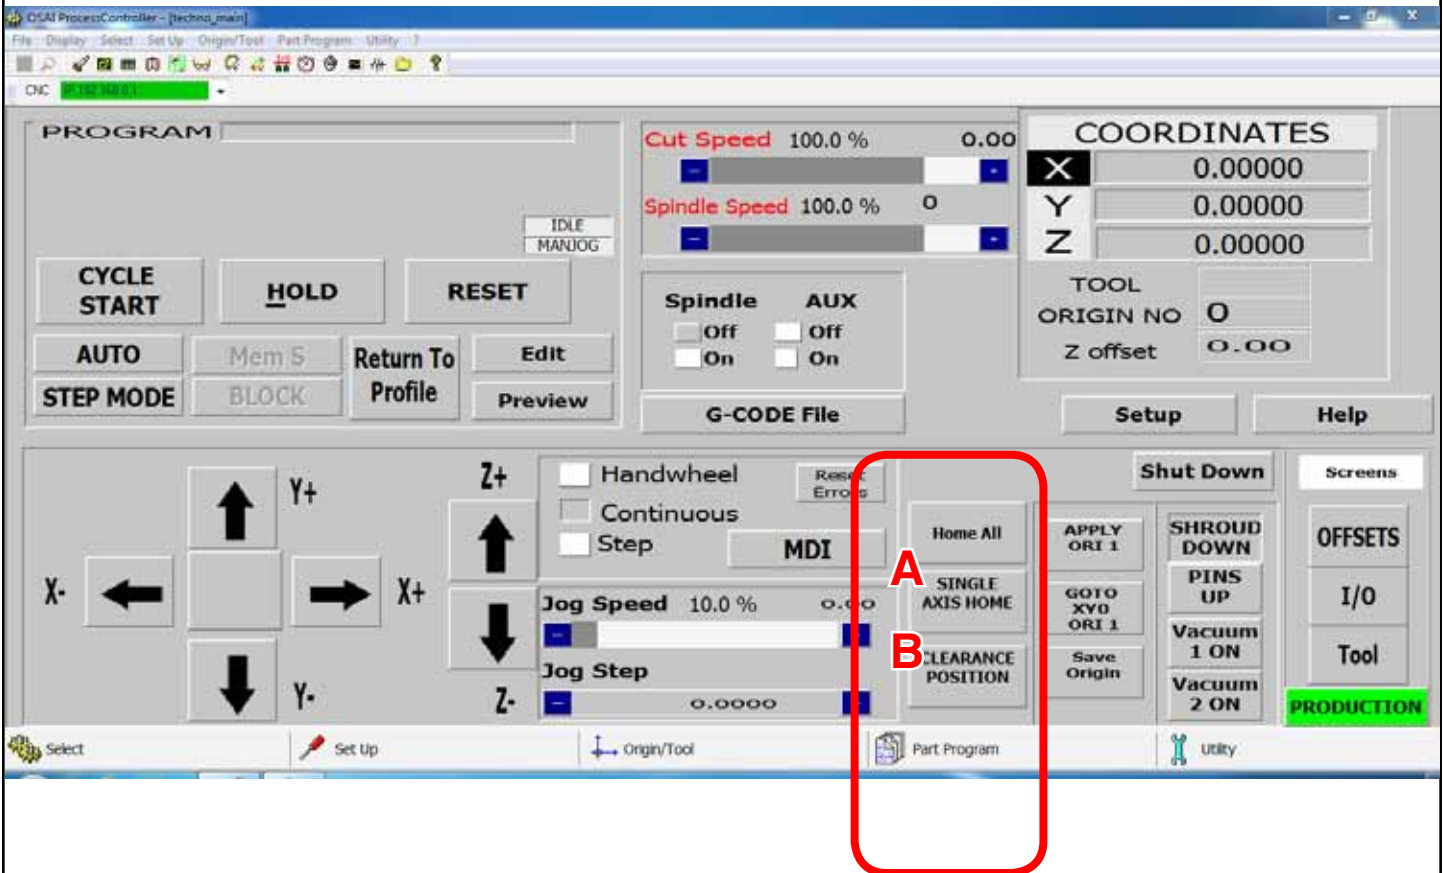 OSAI ProcessController - [techno_main]
File Display Select Set Up Origin/Tool Part Program Utility ?
CNC
PROGRAM
IDLE
MANJOG
CYCLE
START
HOLD
RESET
AUTO
Mem S
Return To
Profile
Edit
STEP MODE
BLOCK
Preview
Cut Speed 100.0 % 0.00
Spindle Speed 100.0 % 0
Spindle AUX
Off Off
On On
G-CODE File
COORDINATES
X 0.00000
Y 0.00000
Z 0.00000
TOOL
ORIGIN NO 0
Z offset 0.00
Setup
Help
Y+
X-
X+
Y-
Z+
Z-
Handwheel
Continuous
Step
Reset
Errors
MDI
Jog Speed 10.0 % 0.00
Jog Step
0.0000
A
B
Home All
SINGLE
AXIS HOME
CLEARANCE
POSITION
APPLY
ORI 1
GOTO
XY0
ORI 1
Save
Origin
Shut Down
SHROUD
DOWN
PINS
UP
Vacuum
1 ON
Vacuum
2 ON
Screens
OFFSETS
I/O
Tool
PRODUCTION
Select
Set Up
Origin/Tool
Part Program
Utility